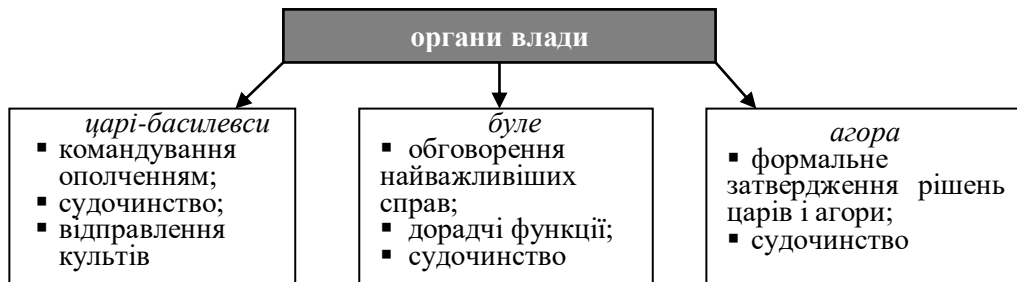 органи влади
царі-басилевси
▪ командування
ополченням;
▪ судочинство;
▪ відправлення
культів
буле
▪ обговорення
найважливіших
справ;
▪ дорадчі функції;
▪ судочинство
агора
▪ формальне
затвердження рішень
царів і агори;
▪ судочинство